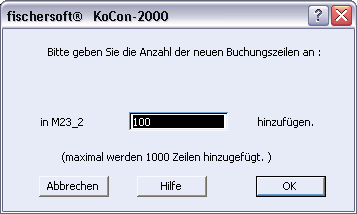 fischersoft® KoCon-2000
Bitte geben Sie die Anzahl der neuen Buchungszeilen an :
in M23_2 100 hinzufügen.
(maximal werden 1000 Zeilen hinzugefügt. )
Abbrechen Hilfe OK